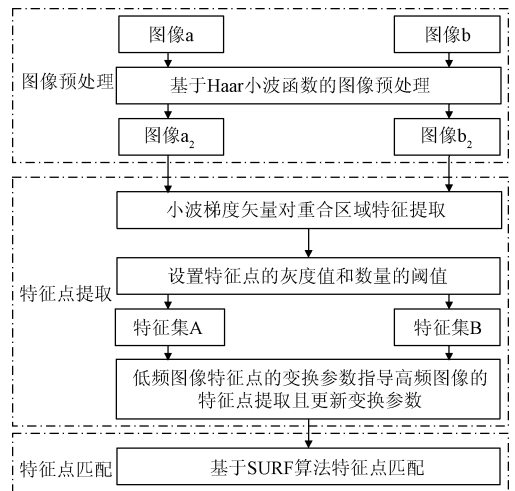 图像a
图像b
图像预处理
基于Haar小波函数的图像预处理
图像a₂
图像b₂
小波梯度矢量对重合区域特征提取
设置特征点的灰度值和数量的阈值
特征点提取
特征集A
特征集B
低频图像特征点的变换参数指导高频图像的
特征点提取且更新变换参数
特征点匹配
基于SURF算法特征点匹配